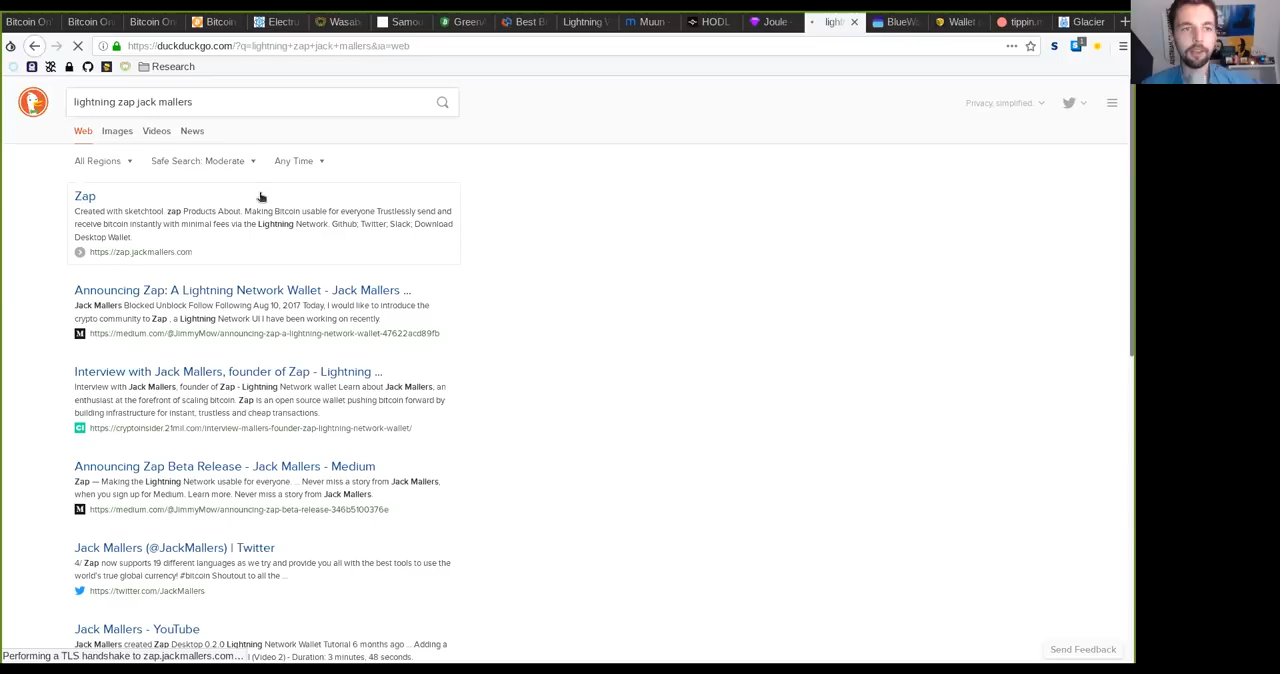 Bitcoin On Bitcoin On Bitcoin On Bitcoin Electru Wasab Samou GreenA Best Bi Lightning W Muun HODL Joule light BlueW Wallet tippin.m Glacier
https://duckduckgo.com/?q=lightning+zap+jack+mallers&ia=web
Research
lightning zap jack mallers
Privacy, simplified.
Web Images Videos News
All Regions Safe Search: Moderate Any Time
Zap
Created with sketchtool. zap Products About. Making Bitcoin usable for everyone Trustlessly send and
receive bitcoin instantly with minimal fees via the Lightning Network. Github; Twitter; Slack; Download
Desktop Wallet.
https://zap.jackmallers.com
Announcing Zap: A Lightning Network Wallet - Jack Mallers ...
Jack Mallers Blocked Unblock Follow Following Aug 10, 2017 Today, I would like to introduce the
crypto community to Zap , a Lightning Network UI I have been working on recently.
https://medium.com/@JimmyMow/announcing-zap-a-lightning-network-wallet-47622acd89fb
Interview with Jack Mallers, founder of Zap - Lightning ...
Interview with Jack Mallers, founder of Zap - Lightning Network wallet Learn about Jack Mallers, an
enthusiast at the forefront of scaling bitcoin. Zap is an open source wallet pushing bitcoin forward by
building infrastructure for instant, trustless and cheap transactions.
https://cryptoinsider.21mil.com/interview-mallers-founder-zap-lightning-network-wallet/
Announcing Zap Beta Release - Jack Mallers - Medium
Zap — Making the Lightning Network usable for everyone. ... Never miss a story from Jack Mallers,
when you sign up for Medium. Learn more. Never miss a story from Jack Mallers.
https://medium.com/@JimmyMow/announcing-zap-beta-release-346b5100376e
Jack Mallers (@JackMallers) | Twitter
4/ Zap now supports 19 different languages as we try and provide you all with the best tools to use the
world's true global currency! #bitcoin Shoutout to all the ...
https://twitter.com/JackMallers
Jack Mallers - YouTube
Jack Mallers created Zap Desktop 0.2.0 Lightning Network Wallet Tutorial 6 months ago ... Adding a
l (Video 2) - Duration: 3 minutes, 48 seconds.
Performing a TLS handshake to zap.jackmallers.com...
Send Feedback